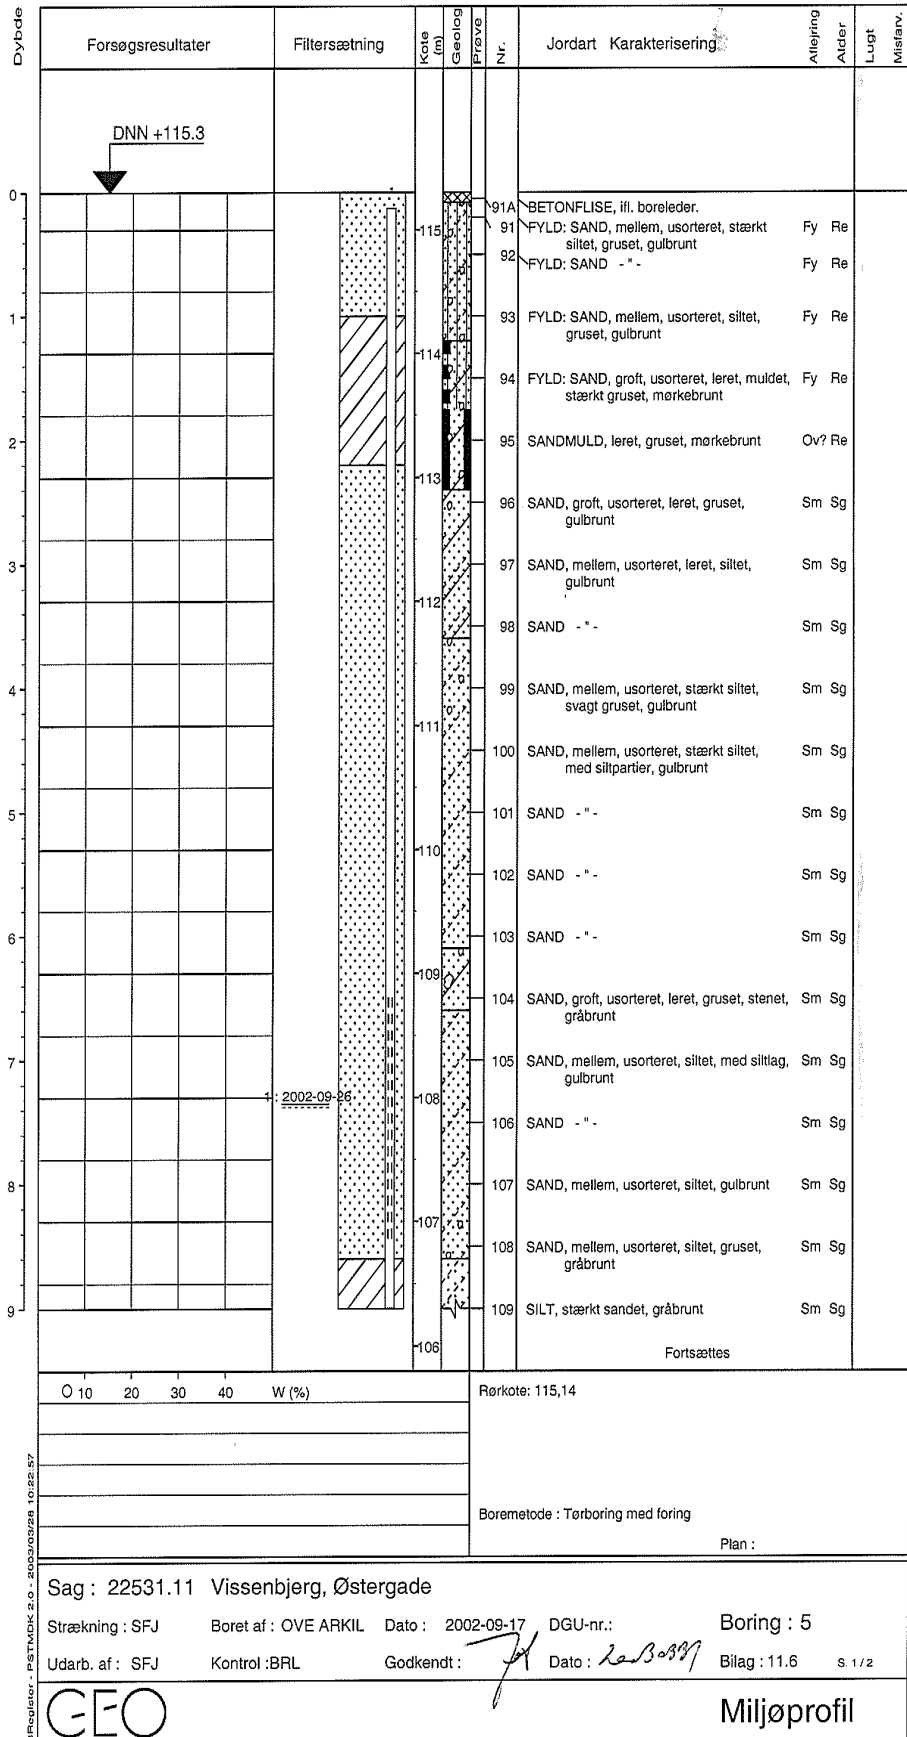 Dybde
Forsøgsresultater
Filtersætning
Kote (m)
Geolog
Prøve
Nr.
Jordart Karakterisering
Aflejring
Alder
Lugt
Misfarv.
DNN +115.3
0
91A BETONFLISE, ifl. boreleder.
115
91 FYLD: SAND, mellem, usorteret, stærkt Fy Re
siltet, gruset, gulbrunt
92 FYLD: SAND - " - Fy Re
1
93 FYLD: SAND, mellem, usorteret, siltet, Fy Re
gruset, gulbrunt
114
94 FYLD: SAND, groft, usorteret, leret, muldet, Fy Re
stærkt gruset, mørkebrunt
2
95 SANDMULD, leret, gruset, mørkebrunt Ov? Re
113
96 SAND, groft, usorteret, leret, gruset, Sm Sg
gulbrunt
3
97 SAND, mellem, usorteret, leret, siltet, Sm Sg
gulbrunt
112
98 SAND - " - Sm Sg
4
99 SAND, mellem, usorteret, stærkt siltet, Sm Sg
svagt gruset, gulbrunt
111
100 SAND, mellem, usorteret, stærkt siltet, Sm Sg
med siltpartier, gulbrunt
5
101 SAND - " - Sm Sg
110
102 SAND - " - Sm Sg
6
103 SAND - " - Sm Sg
109
104 SAND, groft, usorteret, leret, gruset, stenet, Sm Sg
gråbrunt
7
105 SAND, mellem, usorteret, siltet, med siltlag, Sm Sg
gulbrunt
1 : 2002-09-26
108
106 SAND - " - Sm Sg
8
107 SAND, mellem, usorteret, siltet, gulbrunt Sm Sg
107
108 SAND, mellem, usorteret, siltet, gruset, Sm Sg
gråbrunt
9
109 SILT, stærkt sandet, gråbrunt Sm Sg
106
Fortsættes
O 10 20 30 40 W (%)
Rørkote: 115,14
Boremetode : Tørboring med foring
Plan :
Register - PSTMDK 2.0 - 2003/03/28 10:22:57
Sag : 22531.11 Vissenbjerg, Østergade
Strækning : SFJ Boret af : OVE ARKIL Dato : 2002-09-17 DGU-nr.: Boring : 5
Udarb. af : SFJ Kontrol :BRL Godkendt : Dato : Bilag : 11.6 S. 1/2
GEO
Miljøprofil